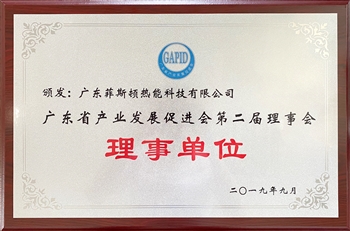 GAPID
颁发：广东菲斯顿热能科技有限公司
广东省产业发展促进会第二届理事会
理事单位
二〇一九年九月